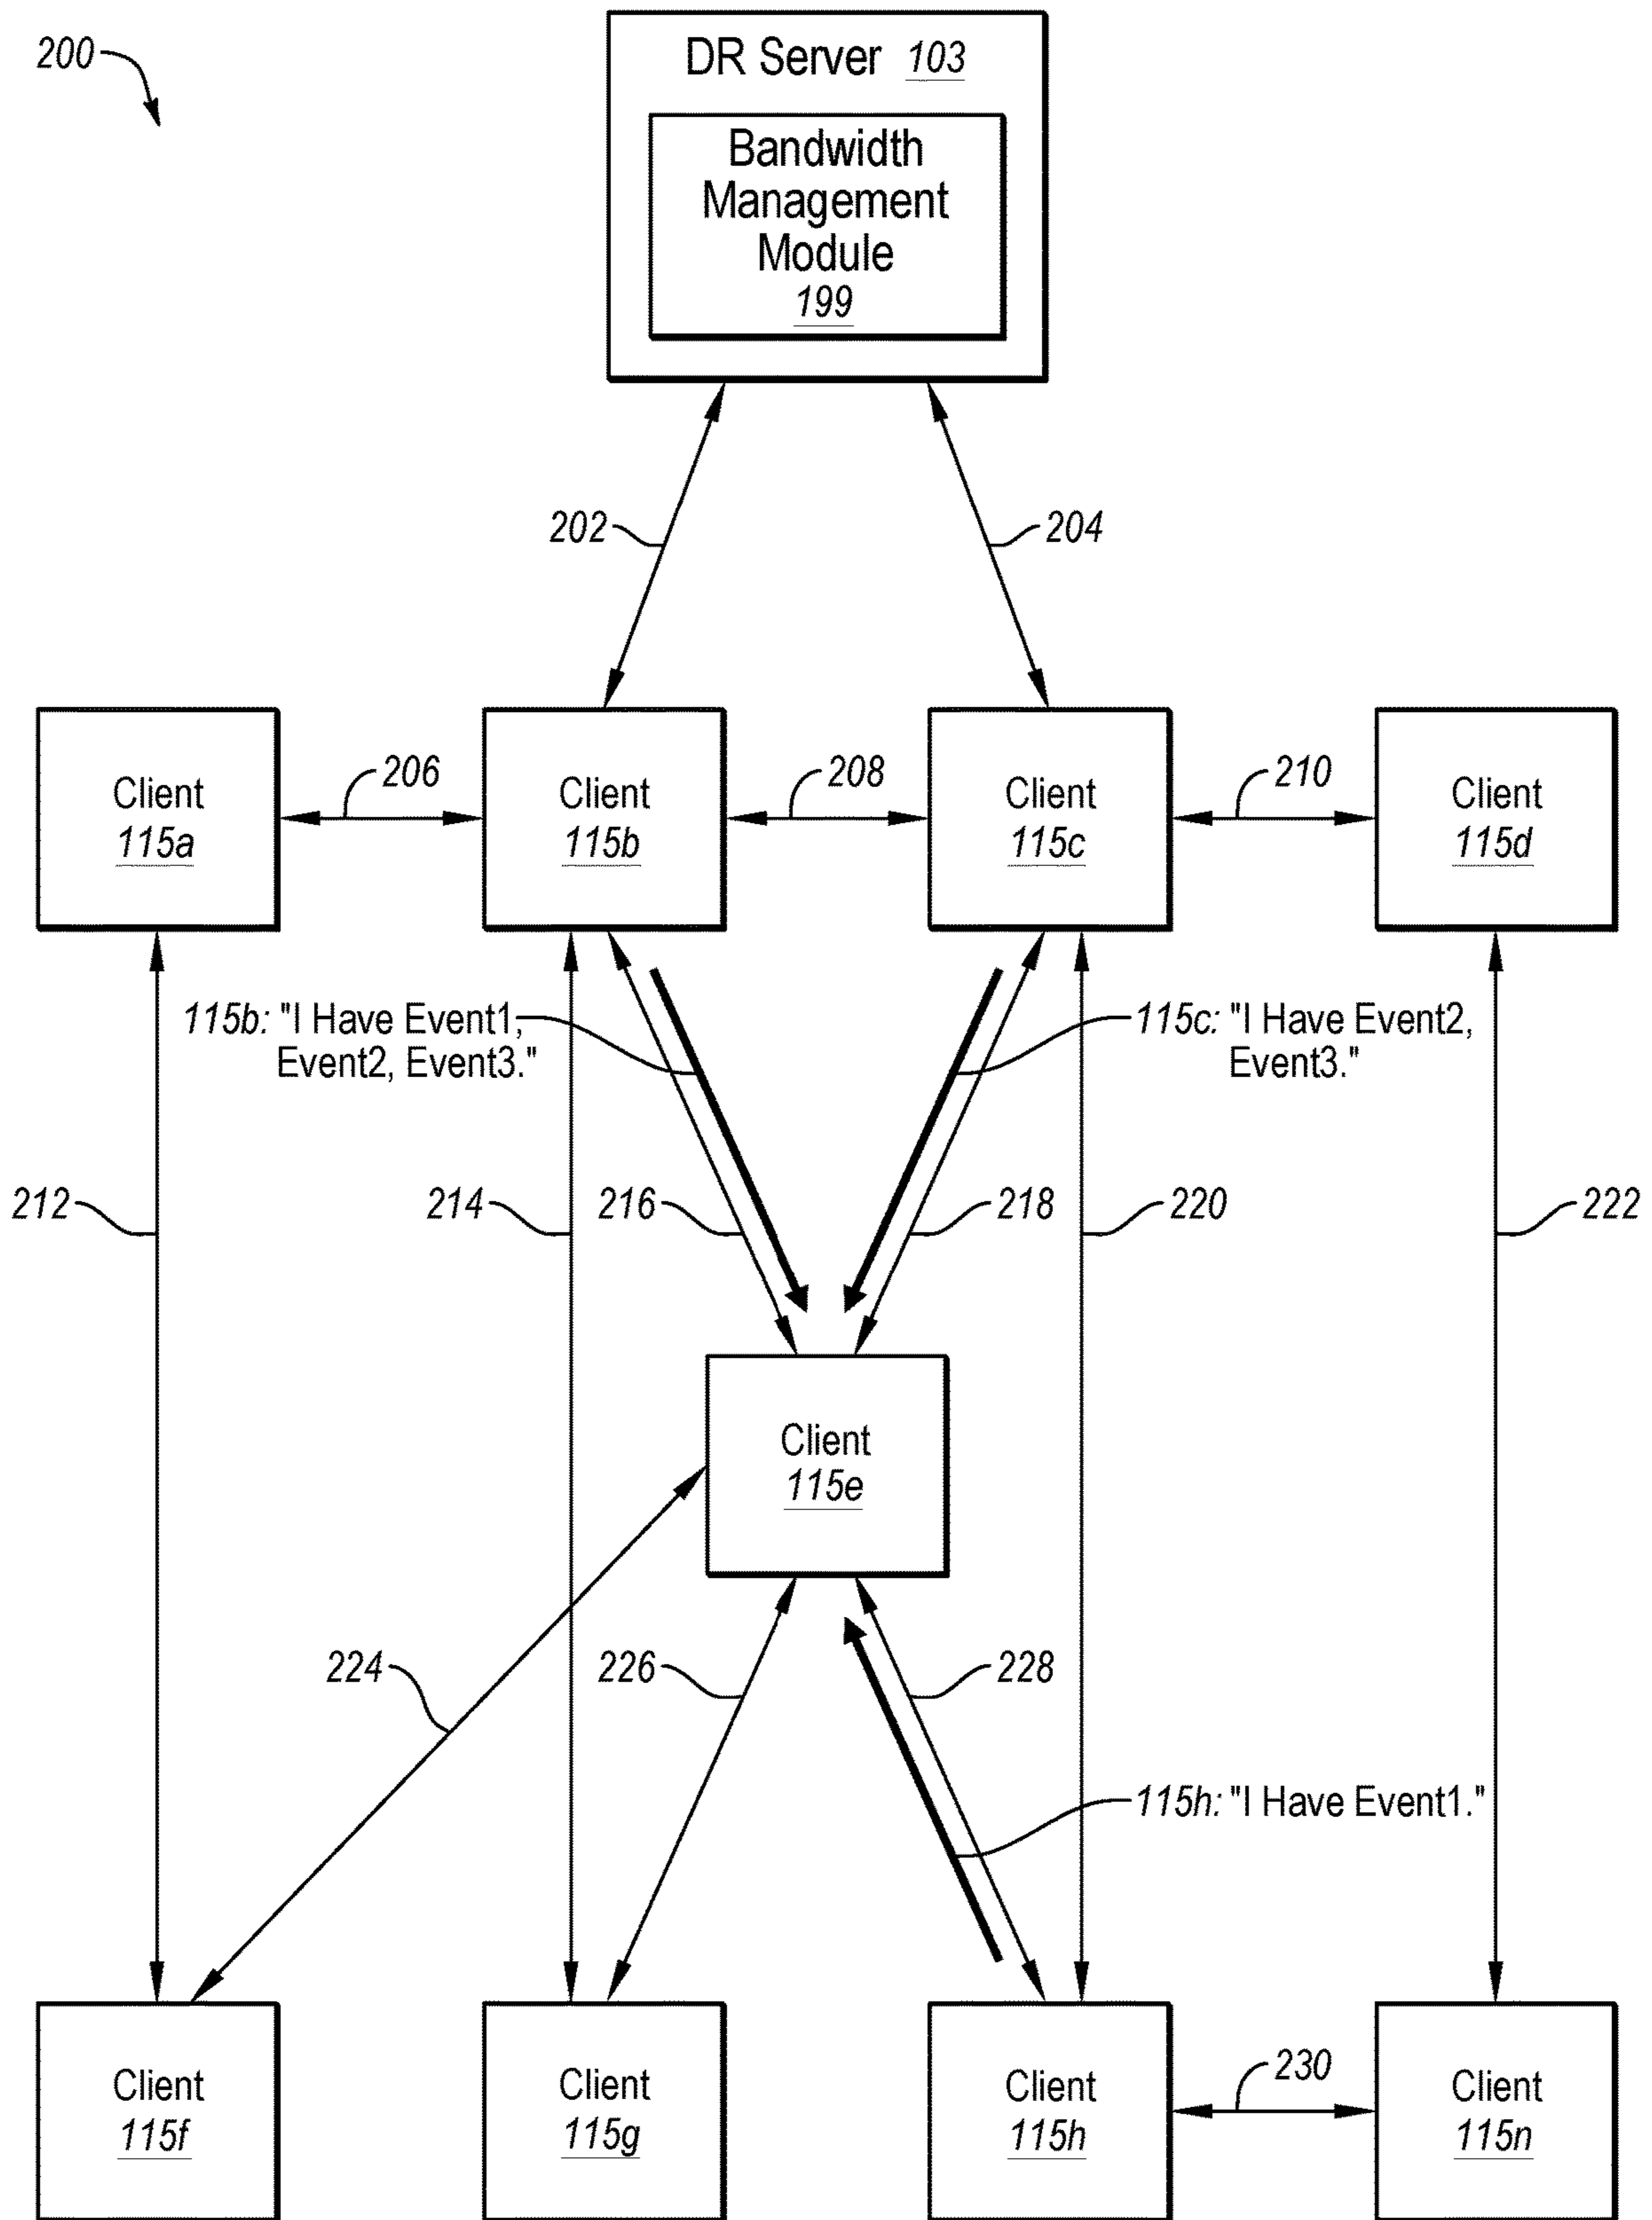 200
DR Server 103
Bandwidth
Management
Module
199
202
204
206
208
210
Client
115a
Client
115b
Client
115c
Client
115d
115b: "I Have Event1,
Event2, Event3."
115c: "I Have Event2,
Event3."
212
214
216
218
220
222
Client
115e
224
226
228
115h: "I Have Event1."
230
Client
115f
Client
115g
Client
115h
Client
115n